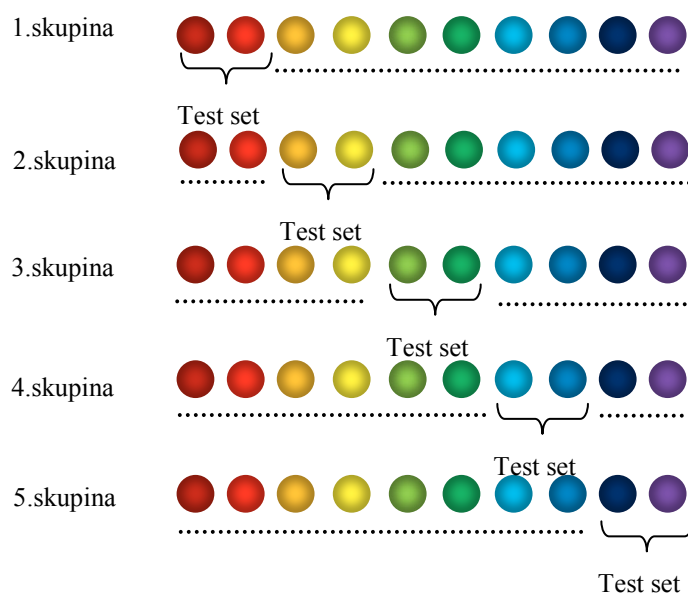 1.skupina
Test set
2.skupina
Test set
3.skupina
Test set
4.skupina
Test set
5.skupina
Test set